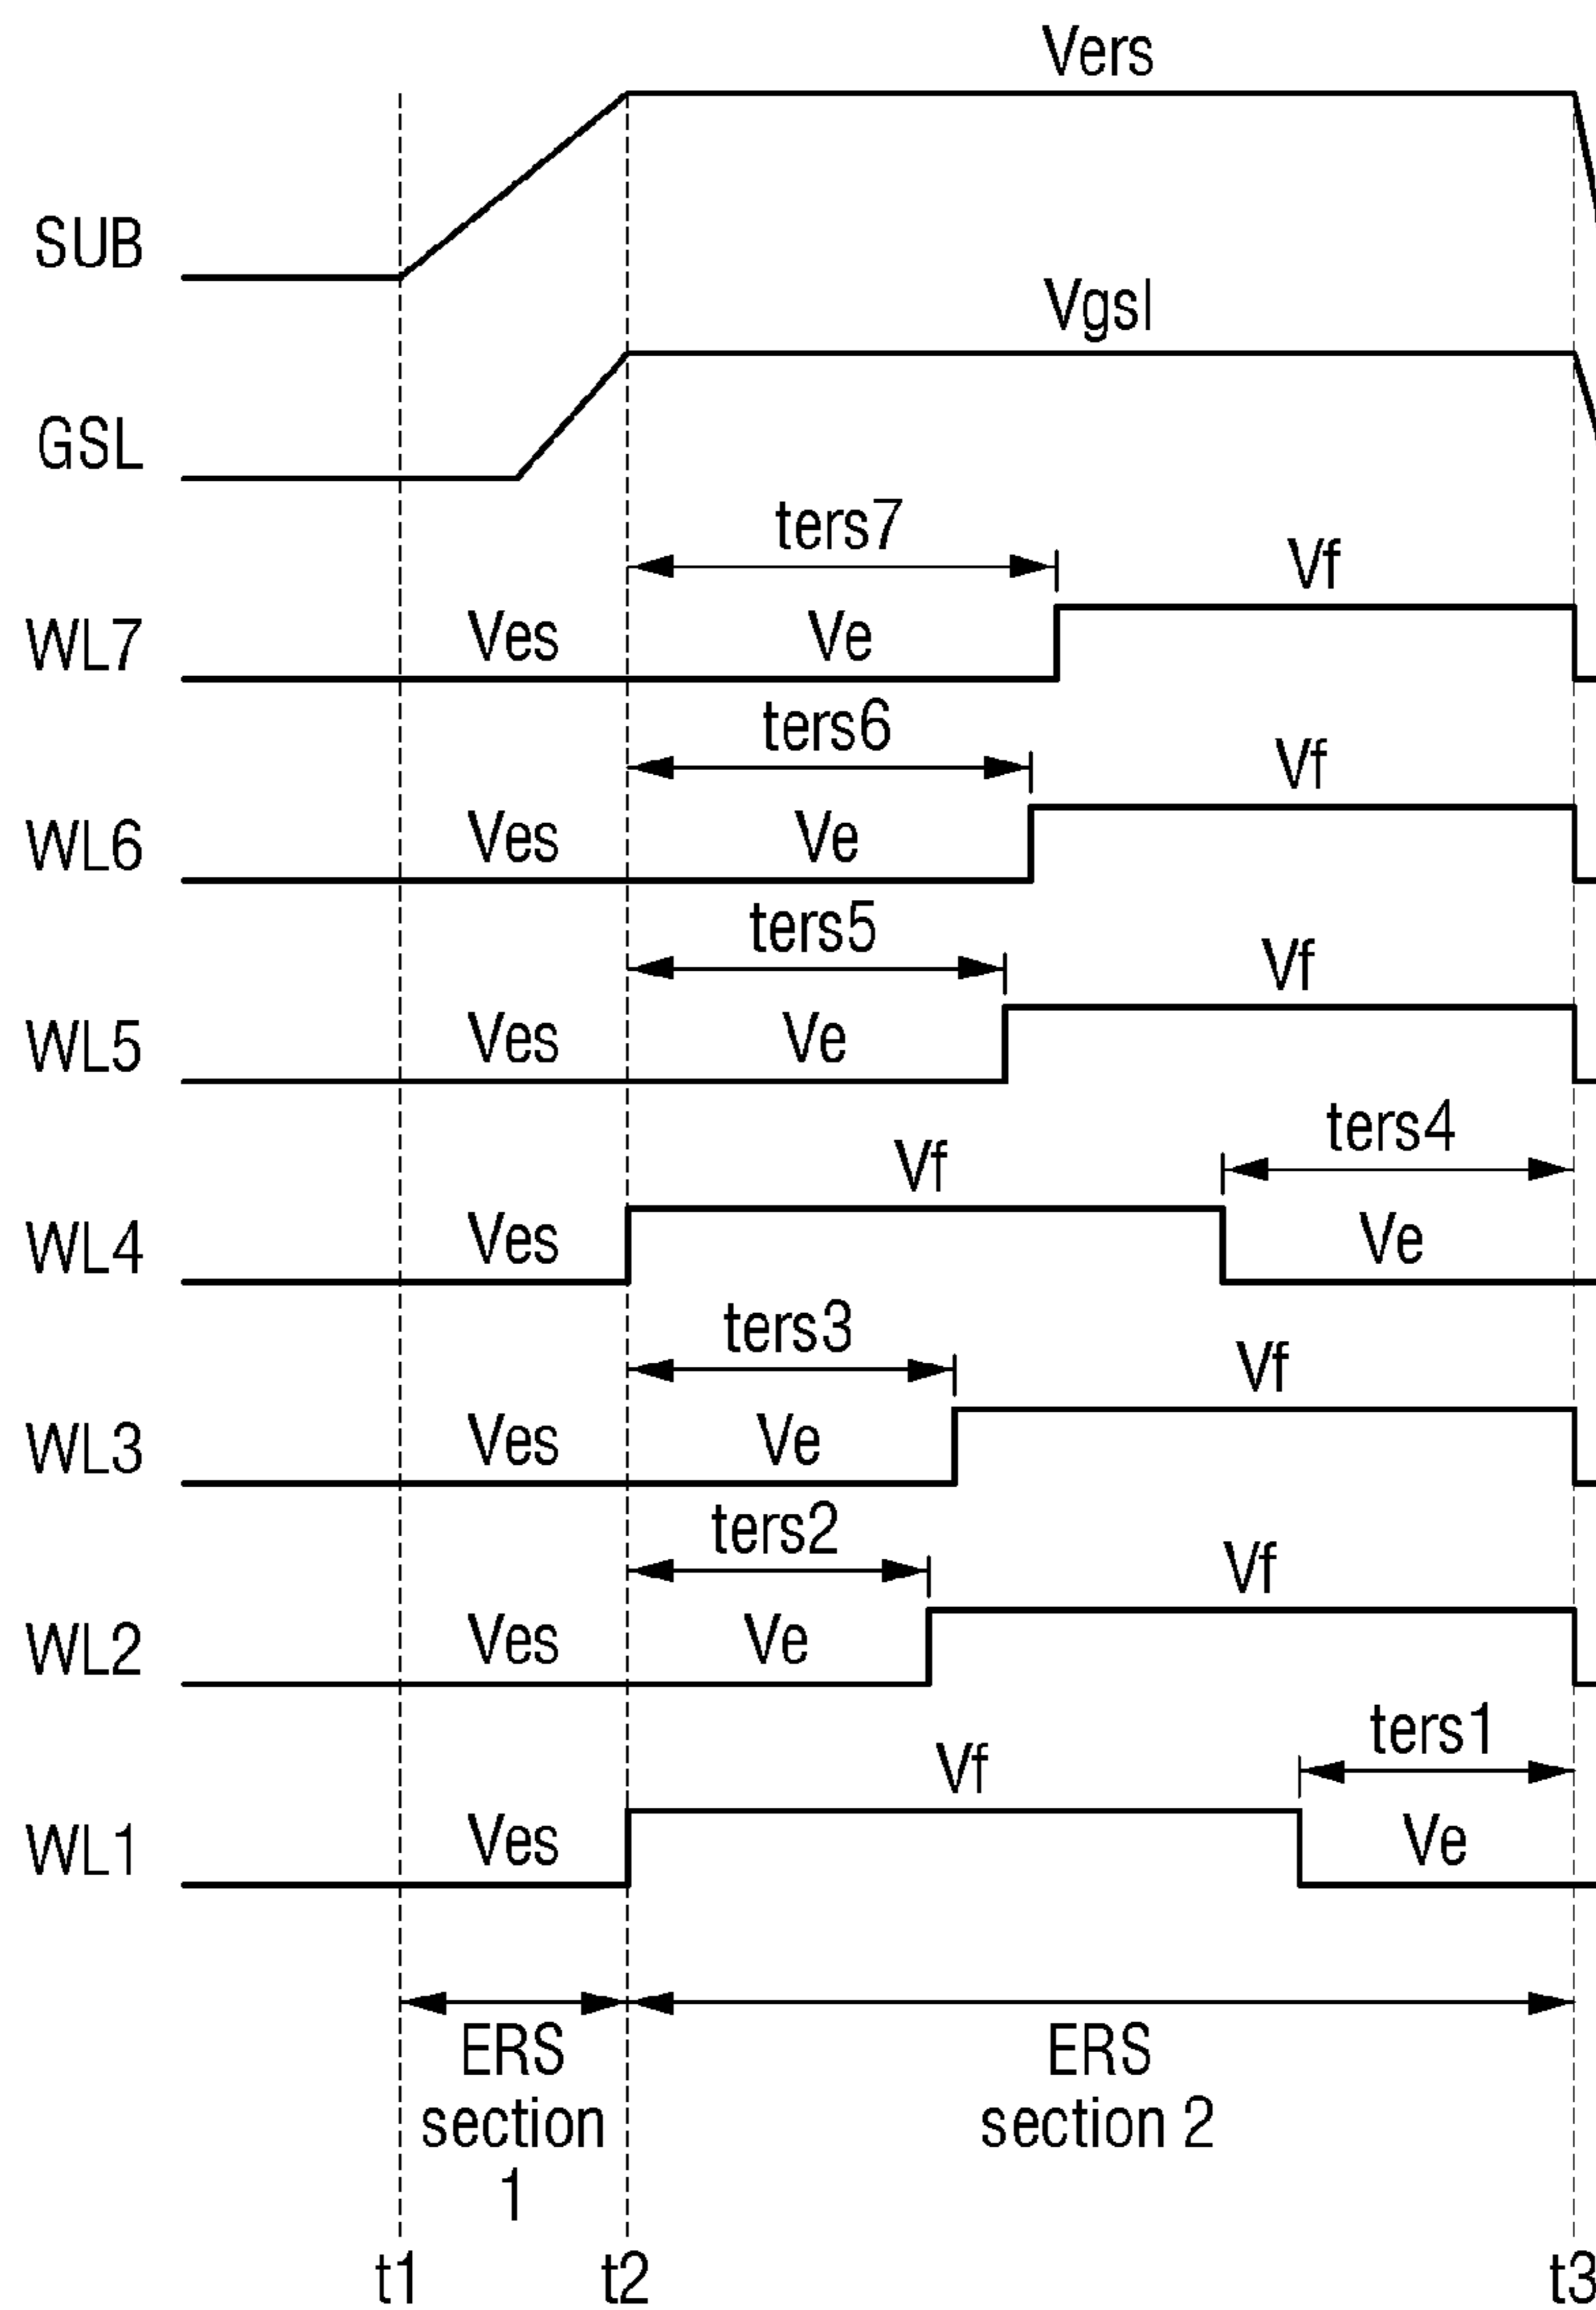 Vers
SUB
Vgsl
GSL
ters7
Vf
WL7 Ves Ve
ters6
Vf
WL6 Ves Ve
ters5
Vf
WL5 Ves Ve
ters4
Vf
WL4 Ves Ve
ters3
Vf
WL3 Ves Ve
ters2
Vf
WL2 Ves Ve
ters1
Vf
WL1 Ves Ve
ERS
section
1
ERS
section 2
t1 t2 t3